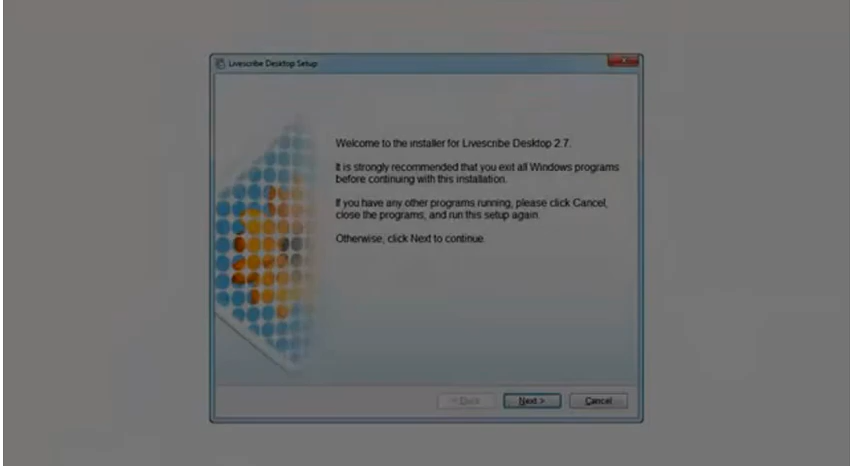 Livescribe Desktop Setup
Welcome to the installer for Livescribe Desktop 2.7.
It is strongly recommended that you exit all Windows programs
before continuing with this installation.
If you have any other programs running, please click Cancel,
close the programs, and run this setup again.
Otherwise, click Next to continue.
< Back Next > Cancel